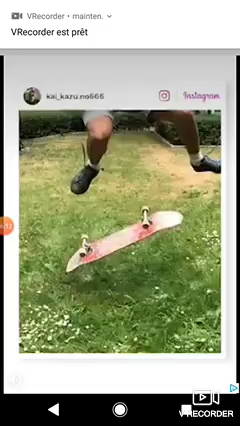 VRecorder • mainten.
VRecorder est prêt
kai_kazu.no666
Instagram
VRECORDER